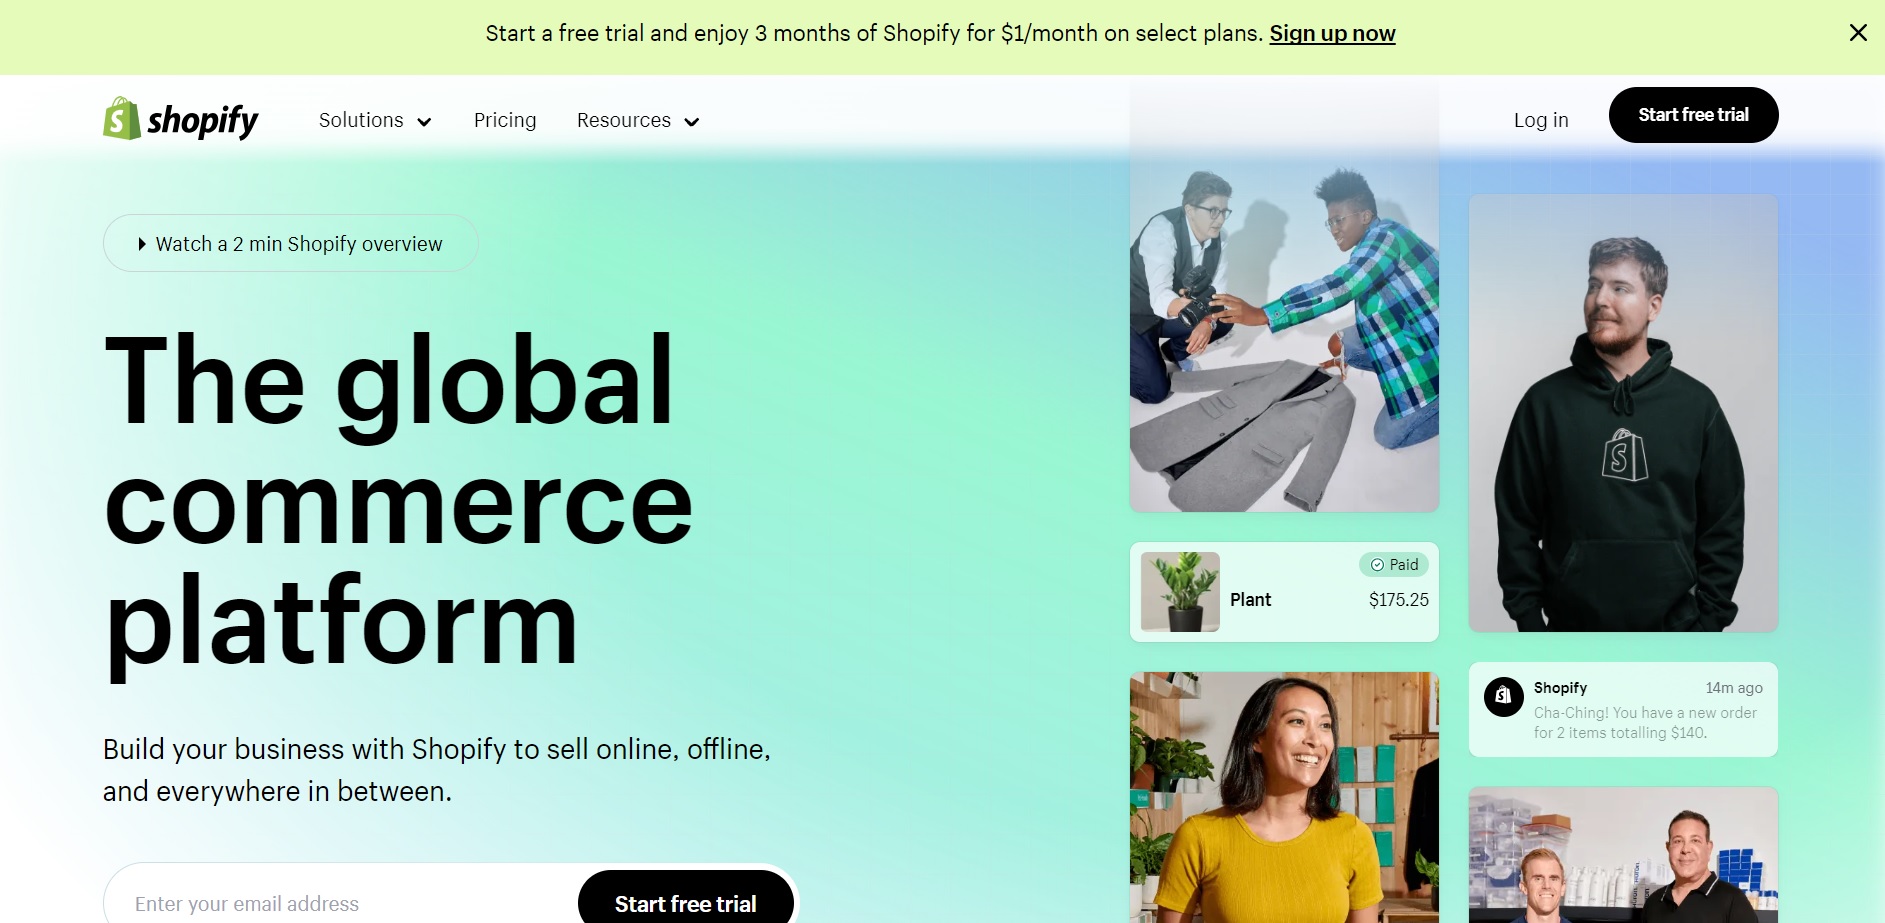 Start a free trial and enjoy 3 months of Shopify for $1/month on select plans. Sign up now
shopify
Solutions
Pricing
Resources
Log in
Start free trial
Watch a 2 min Shopify overview
The global
commerce
platform
Build your business with Shopify to sell online, offline,
and everywhere in between.
Enter your email address
Start free trial
Paid
Plant
$175.25
Shopify
14m ago
Cha-Ching! You have a new order
for 2 items totalling $140.